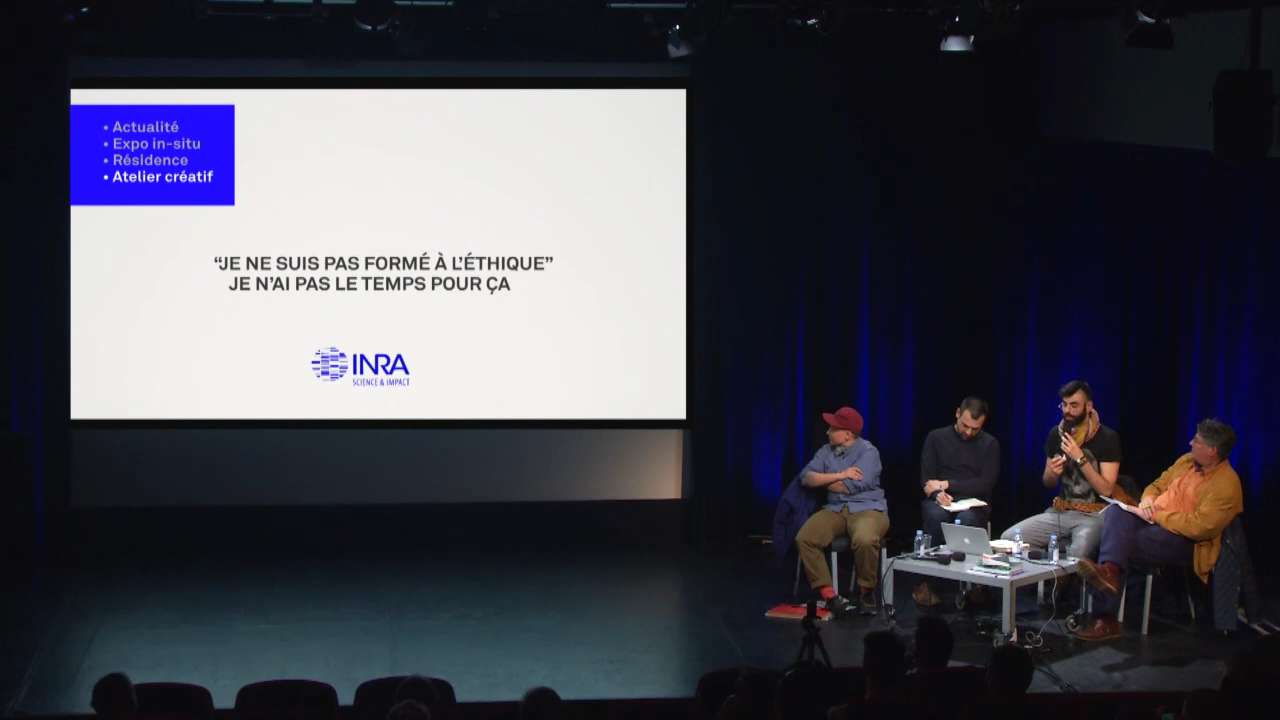 • Actualité
• Expo in-situ
• Résidence
• Atelier créatif
“JE NE SUIS PAS FORMÉ À L’ÉTHIQUE”
JE N’AI PAS LE TEMPS POUR ÇA
INRA
SCIENCE & IMPACT